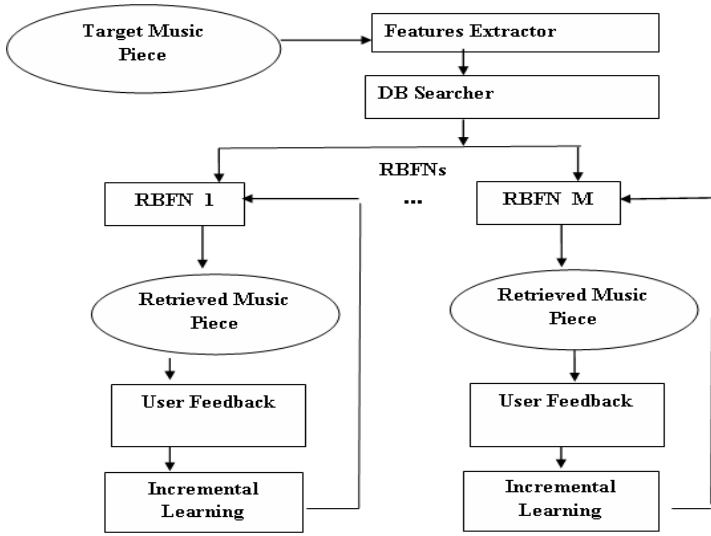 Target Music
Piece
Features Extractor
DB Searcher
RBFNs
RBFN 1
...
RBFN M
Retrieved Music
Piece
Retrieved Music
Piece
User Feedback
User Feedback
Incremental
Learning
Incremental
Learning